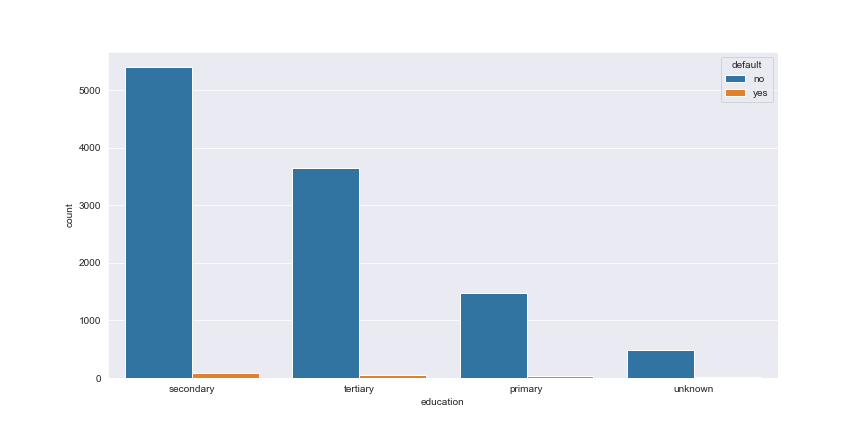 default
no
yes
5000
4000
3000
2000
1000
0
count
secondary tertiary primary unknown
education